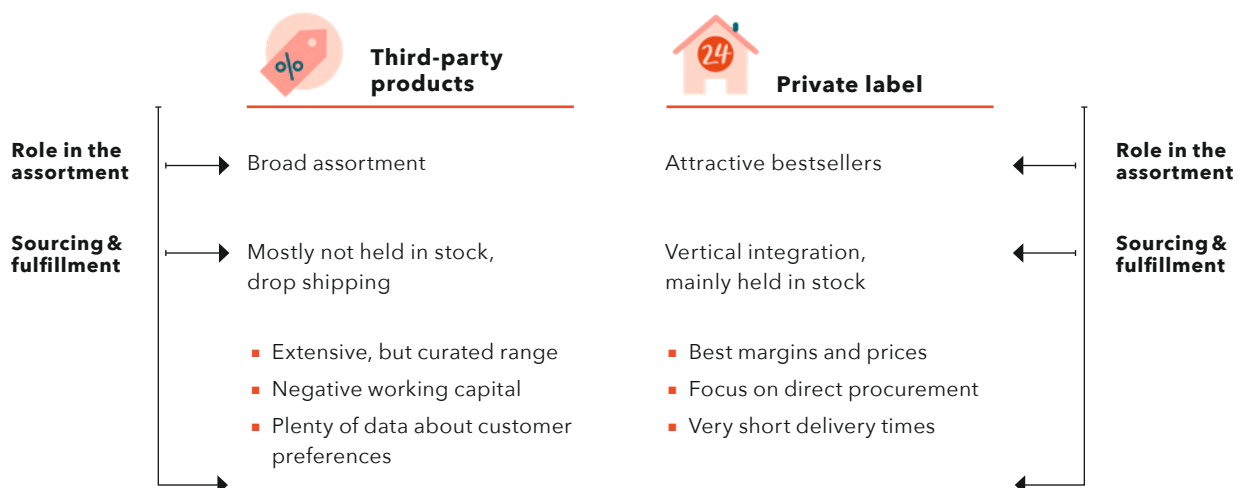 %
Third-party
products
24
Private label
Role in the
assortment
Broad assortment
Attractive bestsellers
Role in the
assortment
Sourcing &
fulfillment
Mostly not held in stock,
drop shipping
Vertical integration,
mainly held in stock
Sourcing &
fulfillment
▪ Extensive, but curated range
▪ Negative working capital
▪ Plenty of data about customer
preferences
▪ Best margins and prices
▪ Focus on direct procurement
▪ Very short delivery times